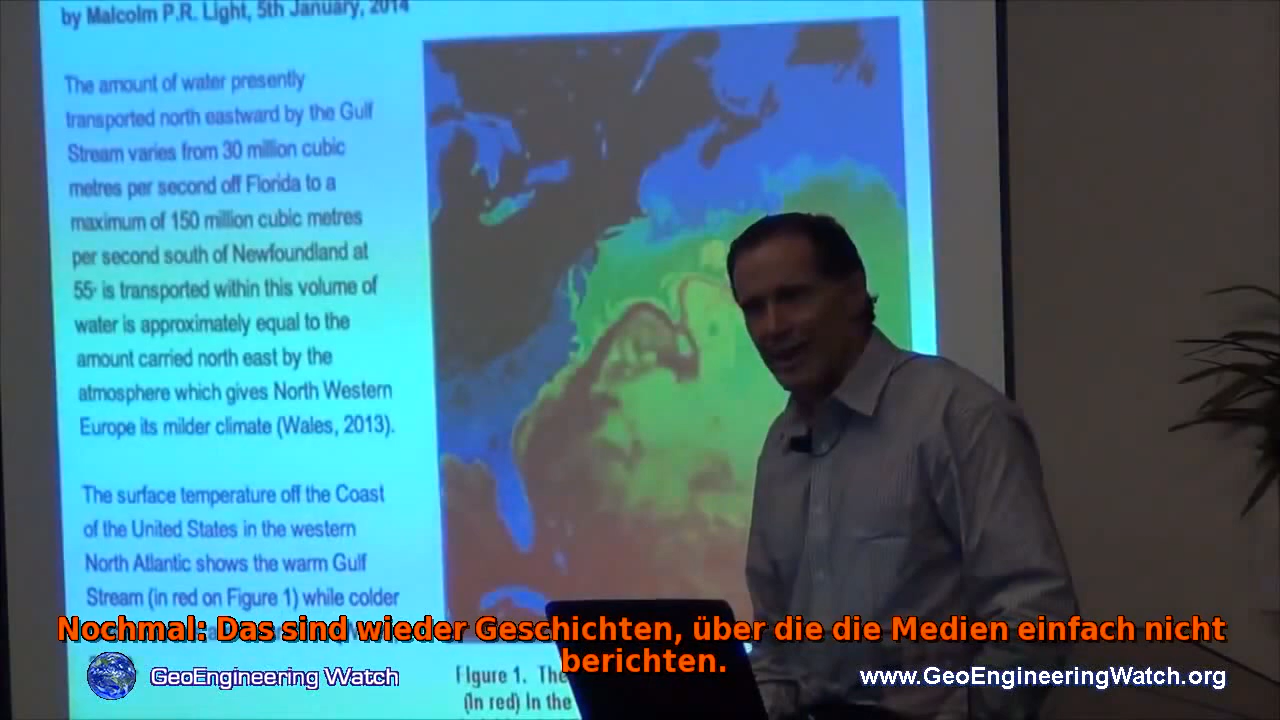 by Malcolm P.R. Light, 5th January, 2014
The amount of water presently
transported north eastward by the Gulf
Stream varies from 30 million cubic
metres per second off Florida to a
maximum of 150 million cubic metres
per second south of Newfoundland at
55° is transported within this volume of
water is approximately equal to the
amount carried north east by the
atmosphere which gives North Western
Europe its milder climate (Wales, 2013).
The surface temperature off the Coast
of the United States in the western
North Atlantic shows the warm Gulf
Stream (in red on Figure 1) while colder
Nochmal: Das sind wieder Geschichten, über die die Medien einfach nicht
berichten.
GeoEngineering Watch
www.GeoEngineeringWatch.org
Figure 1. The
(In red) In the